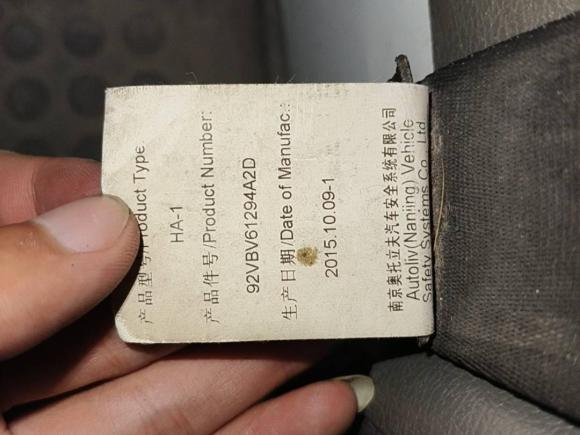 产品型号/Product Type
HA-1
产品件号/Product Number:
92VBV61294A2D
生产日期/Date of Manufac.:
2015.10.09-1
南京奥托立夫汽车安全系统有限公司
Autoliv(Nanjing) Vehicle
Safety Systems Co., Ltd